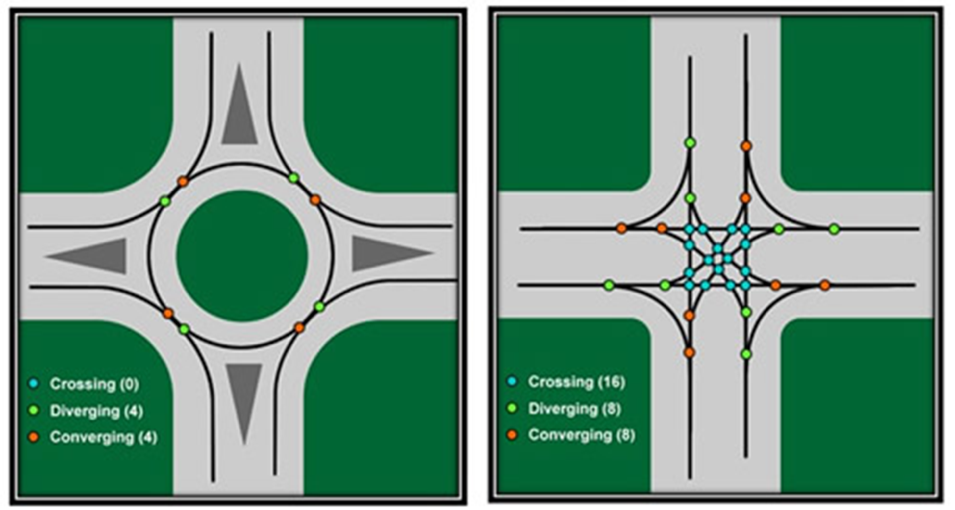 Crossing (0)
Diverging (4)
Converging (4)
Crossing (16)
Diverging (8)
Converging (8)